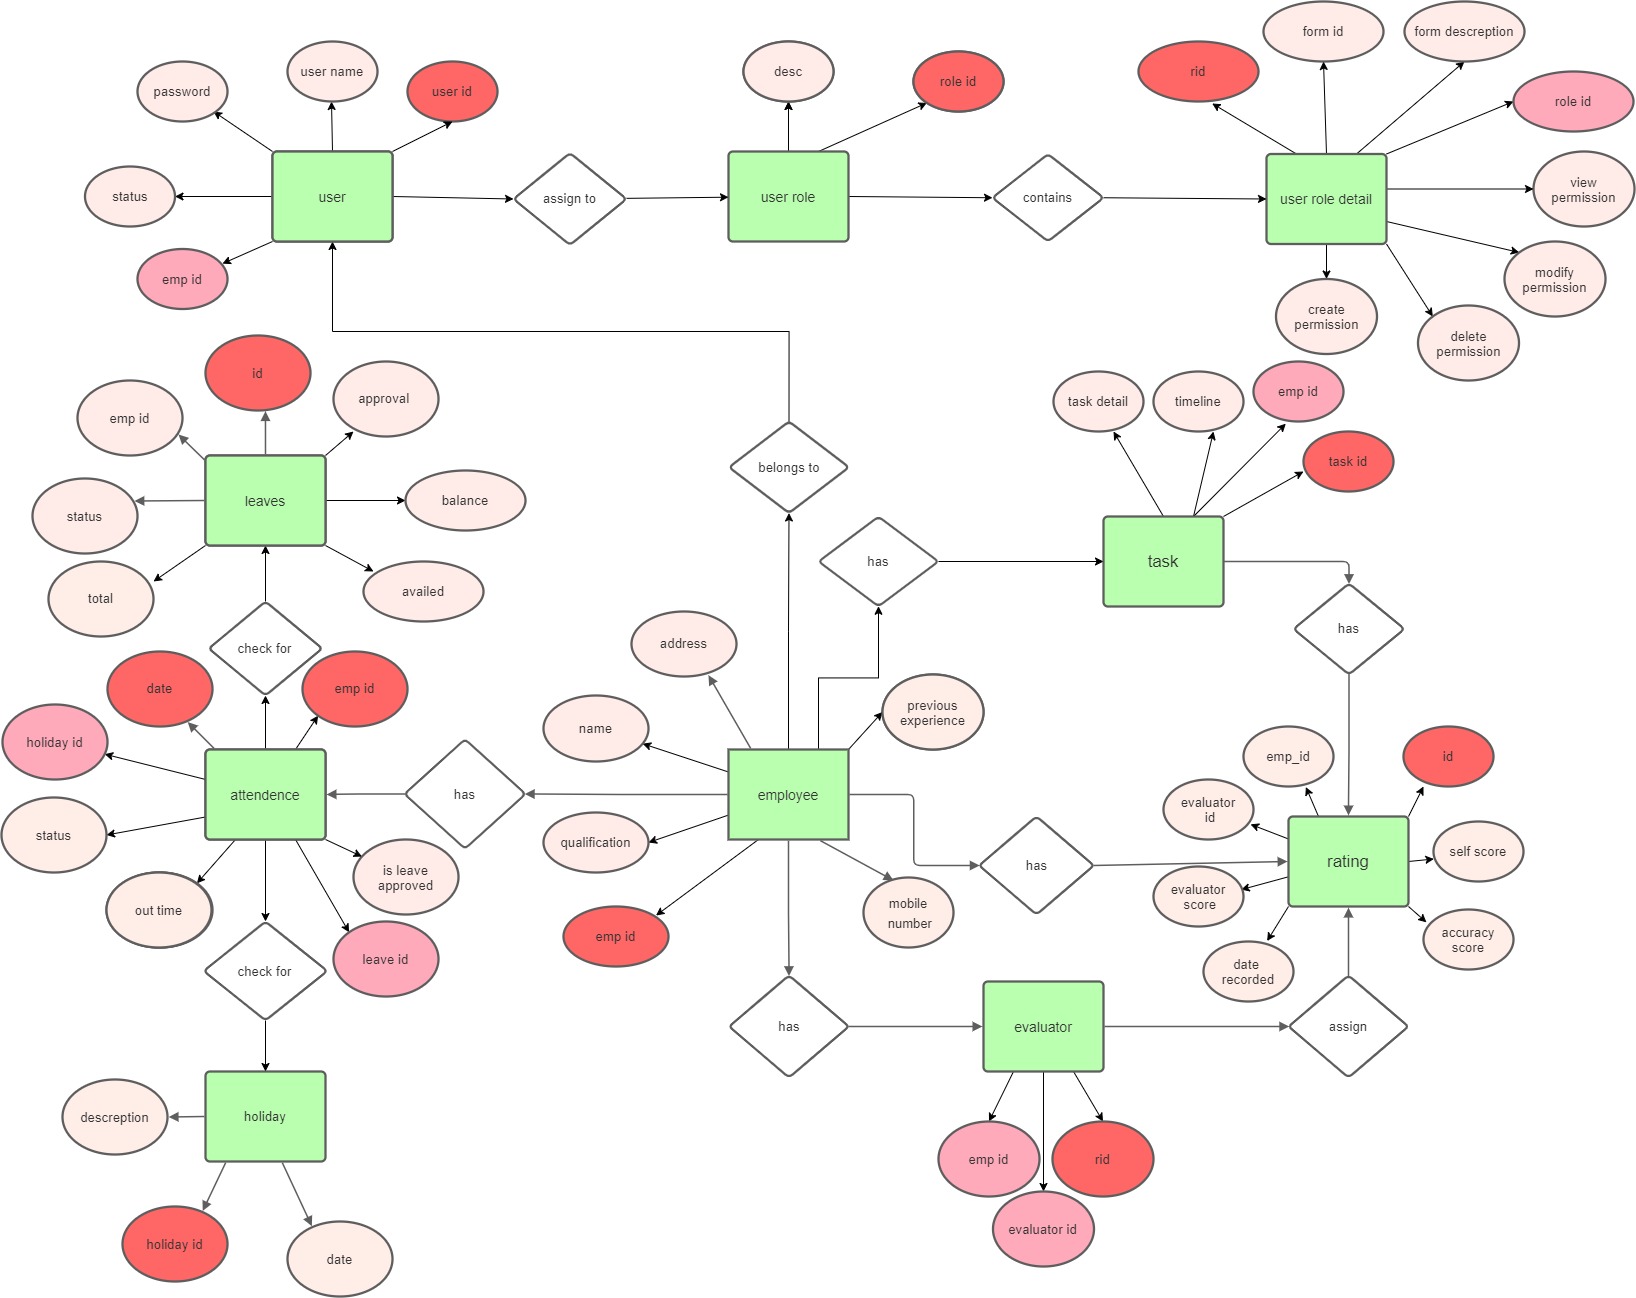 form id
form descreption
user name
desc
rid
password
user id
role id
role id
status
user
assign to
user role
contains
user role detail
view
permission
emp id
modify
permission
create
permission
delete
permission
id
approval
emp id
task detail
timeline
emp id
task id
belongs to
status
leaves
balance
has
task
total
availed
has
check for
address
date
emp id
previous
experience
holiday id
name
emp_id
id
status
attendence
has
employee
evaluator
id
qualification
has
rating
self score
is leave
approved
out time
evaluator
score
mobile
number
emp id
accuracy
score
leave id
check for
date
recorded
has
evaluator
assign
descreption
holiday
emp id
rid
holiday id
date
evaluator id